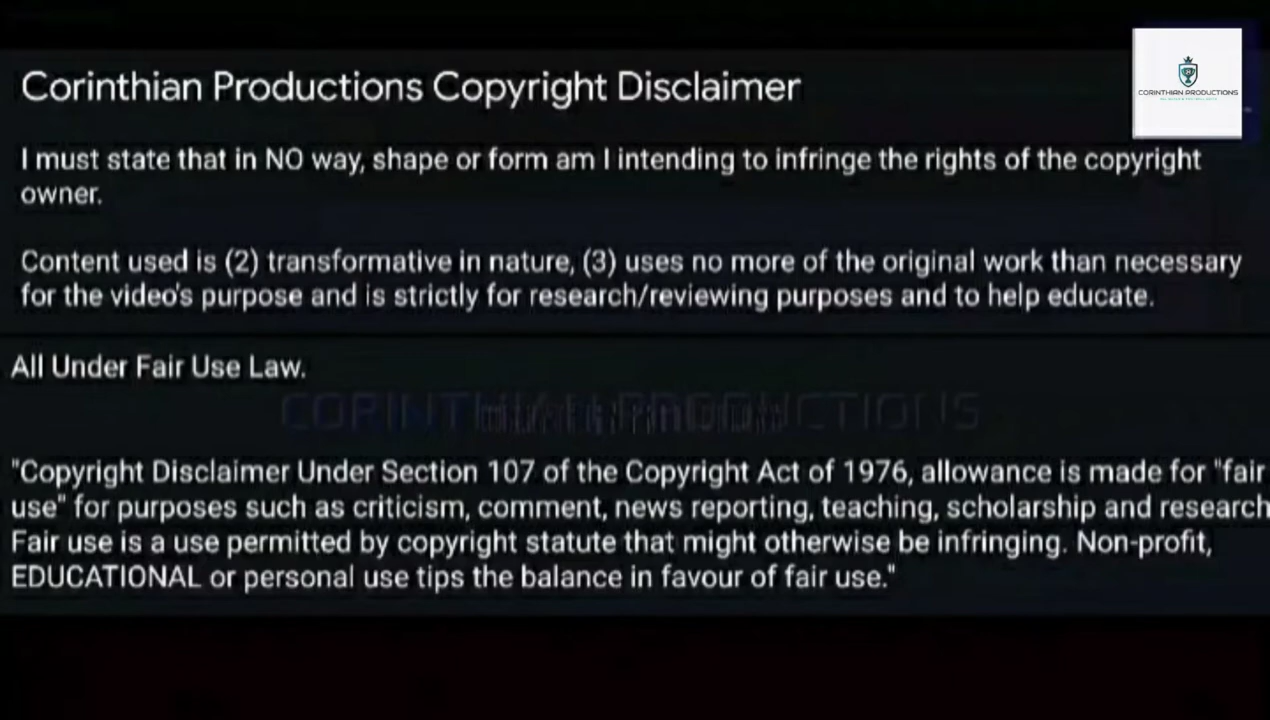 Corinthian Productions Copyright Disclaimer
CORINTHIAN PRODUCTIONS
I must state that in NO way, shape or form am I intending to infringe the rights of the copyright
owner.
Content used is (2) transformative in nature, (3) uses no more of the original work than necessary
for the video's purpose and is strictly for research/reviewing purposes and to help educate.
All Under Fair Use Law.
CORINTHIAN PRODUCTIONS
"Copyright Disclaimer Under Section 107 of the Copyright Act of 1976, allowance is made for "fair
use" for purposes such as criticism, comment, news reporting, teaching, scholarship and research
Fair use is a use permitted by copyright statute that might otherwise be infringing. Non-profit,
EDUCATIONAL or personal use tips the balance in favour of fair use."